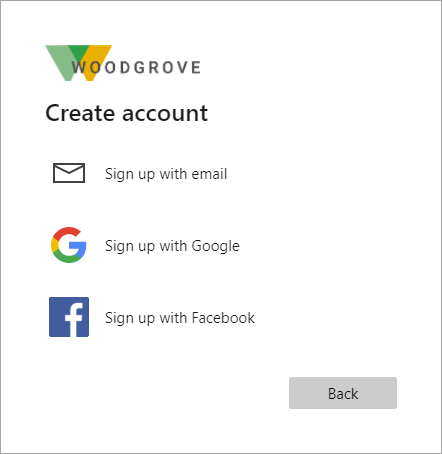 WOODGROVE
Create account
Sign up with email
Sign up with Google
Sign up with Facebook
Back